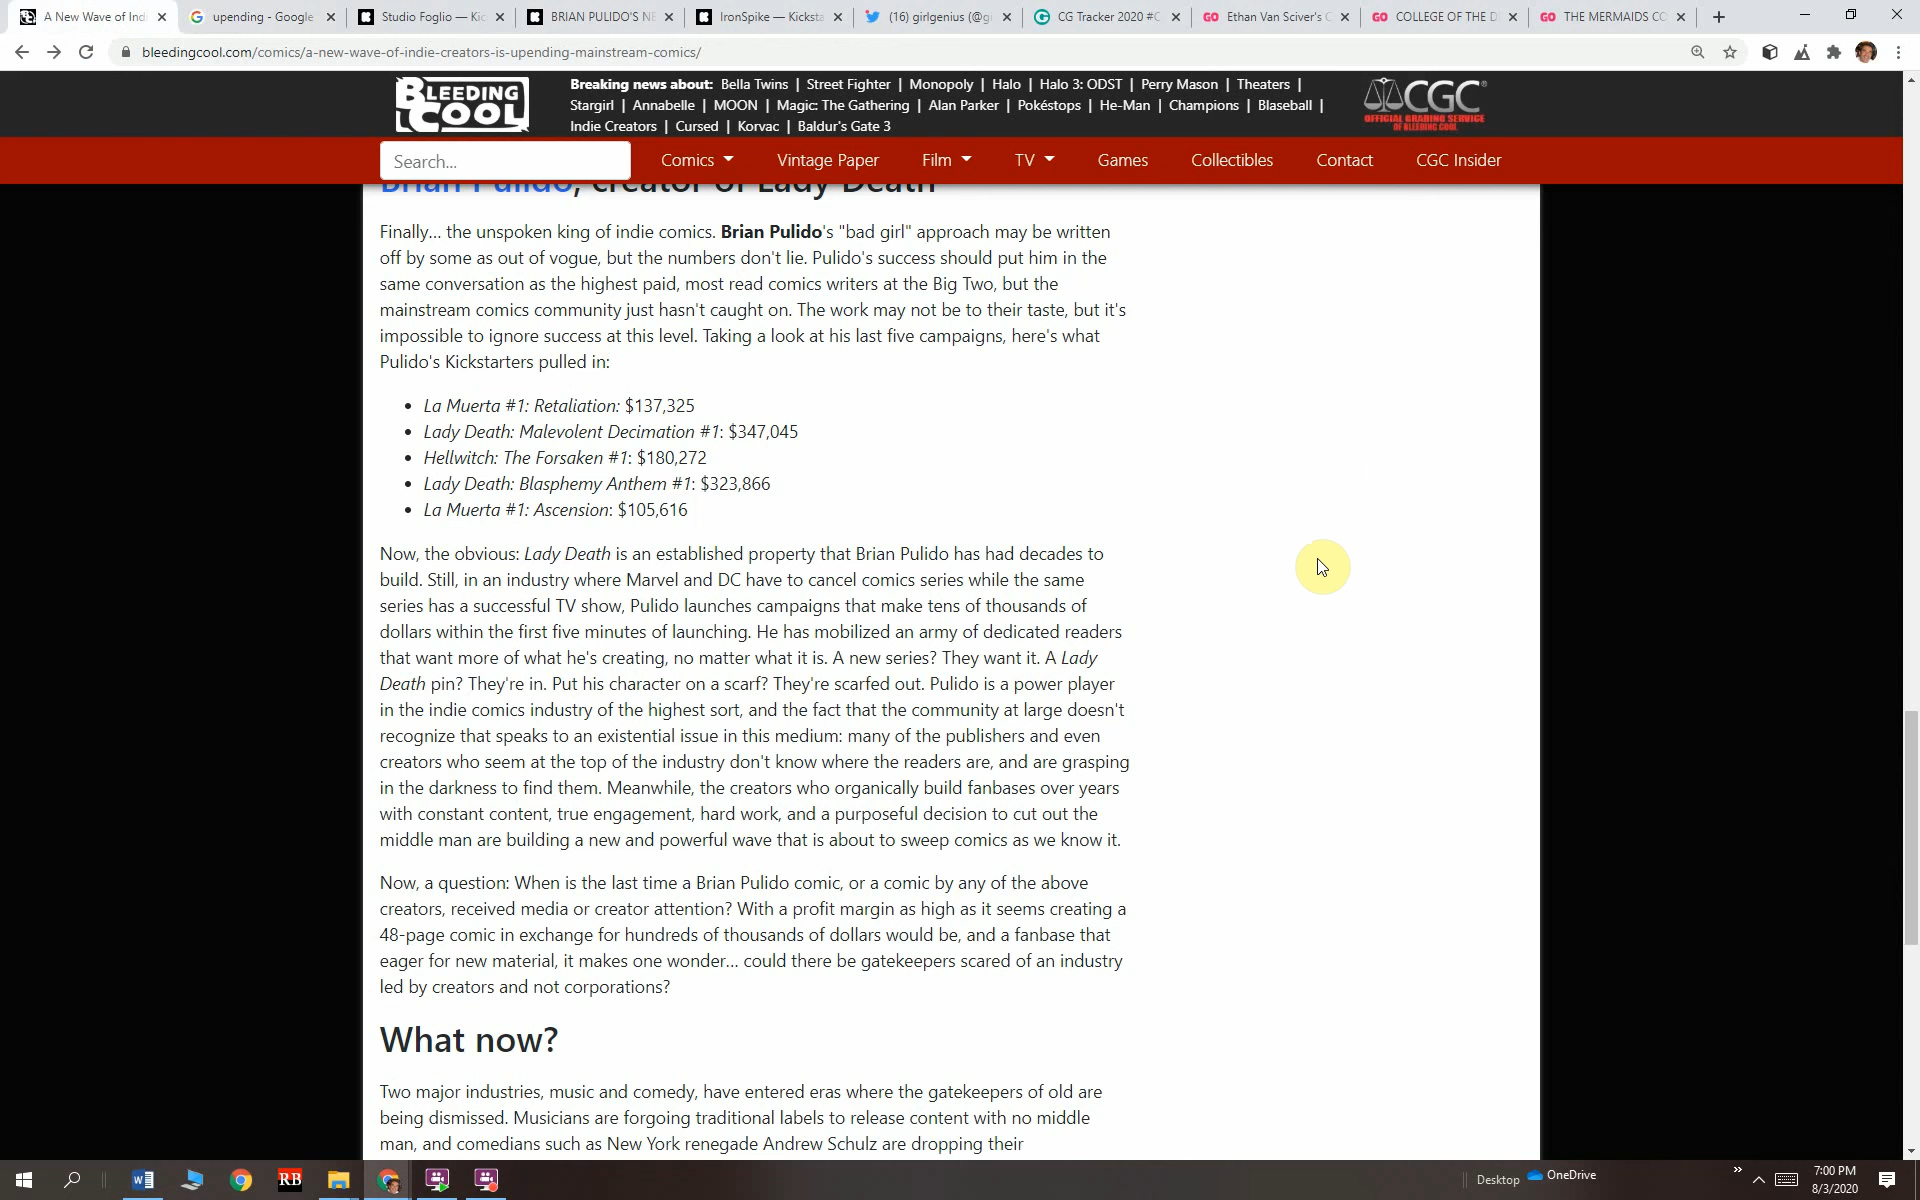 A New Wave of Ind
upending - Google
Studio Foglio — Kic
BRIAN PULIDO'S NE
IronSpike — Kicksta
(16) girlgenius (@g
CG Tracker 2020 #C
GO Ethan Van Sciver's C
GO COLLEGE OF THE D
GO THE MERMAIDS CO
bleedingcool.com/comics/a-new-wave-of-indie-creators-is-upending-mainstream-comics/
BLEEDING COOL
Breaking news about: Bella Twins | Street Fighter | Monopoly | Halo | Halo 3: ODST | Perry Mason | Theaters |
Stargirl | Annabelle | MOON | Magic: The Gathering | Alan Parker | Pokéstops | He-Man | Champions | Blaseball |
Indie Creators | Cursed | Korvac | Baldur's Gate 3
CGC
OFFICIAL GRADING SERVICE
OF BLEEDING COOL
Search...
Comics
Vintage Paper
Film
TV
Games
Collectibles
Contact
CGC Insider
Brian Pulido, creator of Lady Death
Finally... the unspoken king of indie comics. Brian Pulido's "bad girl" approach may be written
off by some as out of vogue, but the numbers don't lie. Pulido's success should put him in the
same conversation as the highest paid, most read comics writers at the Big Two, but the
mainstream comics community just hasn't caught on. The work may not be to their taste, but it's
impossible to ignore success at this level. Taking a look at his last five campaigns, here's what
Pulido's Kickstarters pulled in:
• La Muerta #1: Retaliation: $137,325
• Lady Death: Malevolent Decimation #1: $347,045
• Hellwitch: The Forsaken #1: $180,272
• Lady Death: Blasphemy Anthem #1: $323,866
• La Muerta #1: Ascension: $105,616
Now, the obvious: Lady Death is an established property that Brian Pulido has had decades to
build. Still, in an industry where Marvel and DC have to cancel comics series while the same
series has a successful TV show, Pulido launches campaigns that make tens of thousands of
dollars within the first five minutes of launching. He has mobilized an army of dedicated readers
that want more of what he's creating, no matter what it is. A new series? They want it. A Lady
Death pin? They're in. Put his character on a scarf? They're scarfed out. Pulido is a power player
in the indie comics industry of the highest sort, and the fact that the community at large doesn't
recognize that speaks to an existential issue in this medium: many of the publishers and even
creators who seem at the top of the industry don't know where the readers are, and are grasping
in the darkness to find them. Meanwhile, the creators who organically build fanbases over years
with constant content, true engagement, hard work, and a purposeful decision to cut out the
middle man are building a new and powerful wave that is about to sweep comics as we know it.
Now, a question: When is the last time a Brian Pulido comic, or a comic by any of the above
creators, received media or creator attention? With a profit margin as high as it seems creating a
48-page comic in exchange for hundreds of thousands of dollars would be, and a fanbase that
eager for new material, it makes one wonder... could there be gatekeepers scared of an industry
led by creators and not corporations?
What now?
Two major industries, music and comedy, have entered eras where the gatekeepers of old are
being dismissed. Musicians are forgoing traditional labels to release content with no middle
man, and comedians such as New York renegade Andrew Schulz are dropping their
RB
Desktop
OneDrive
7:00 PM
8/3/2020